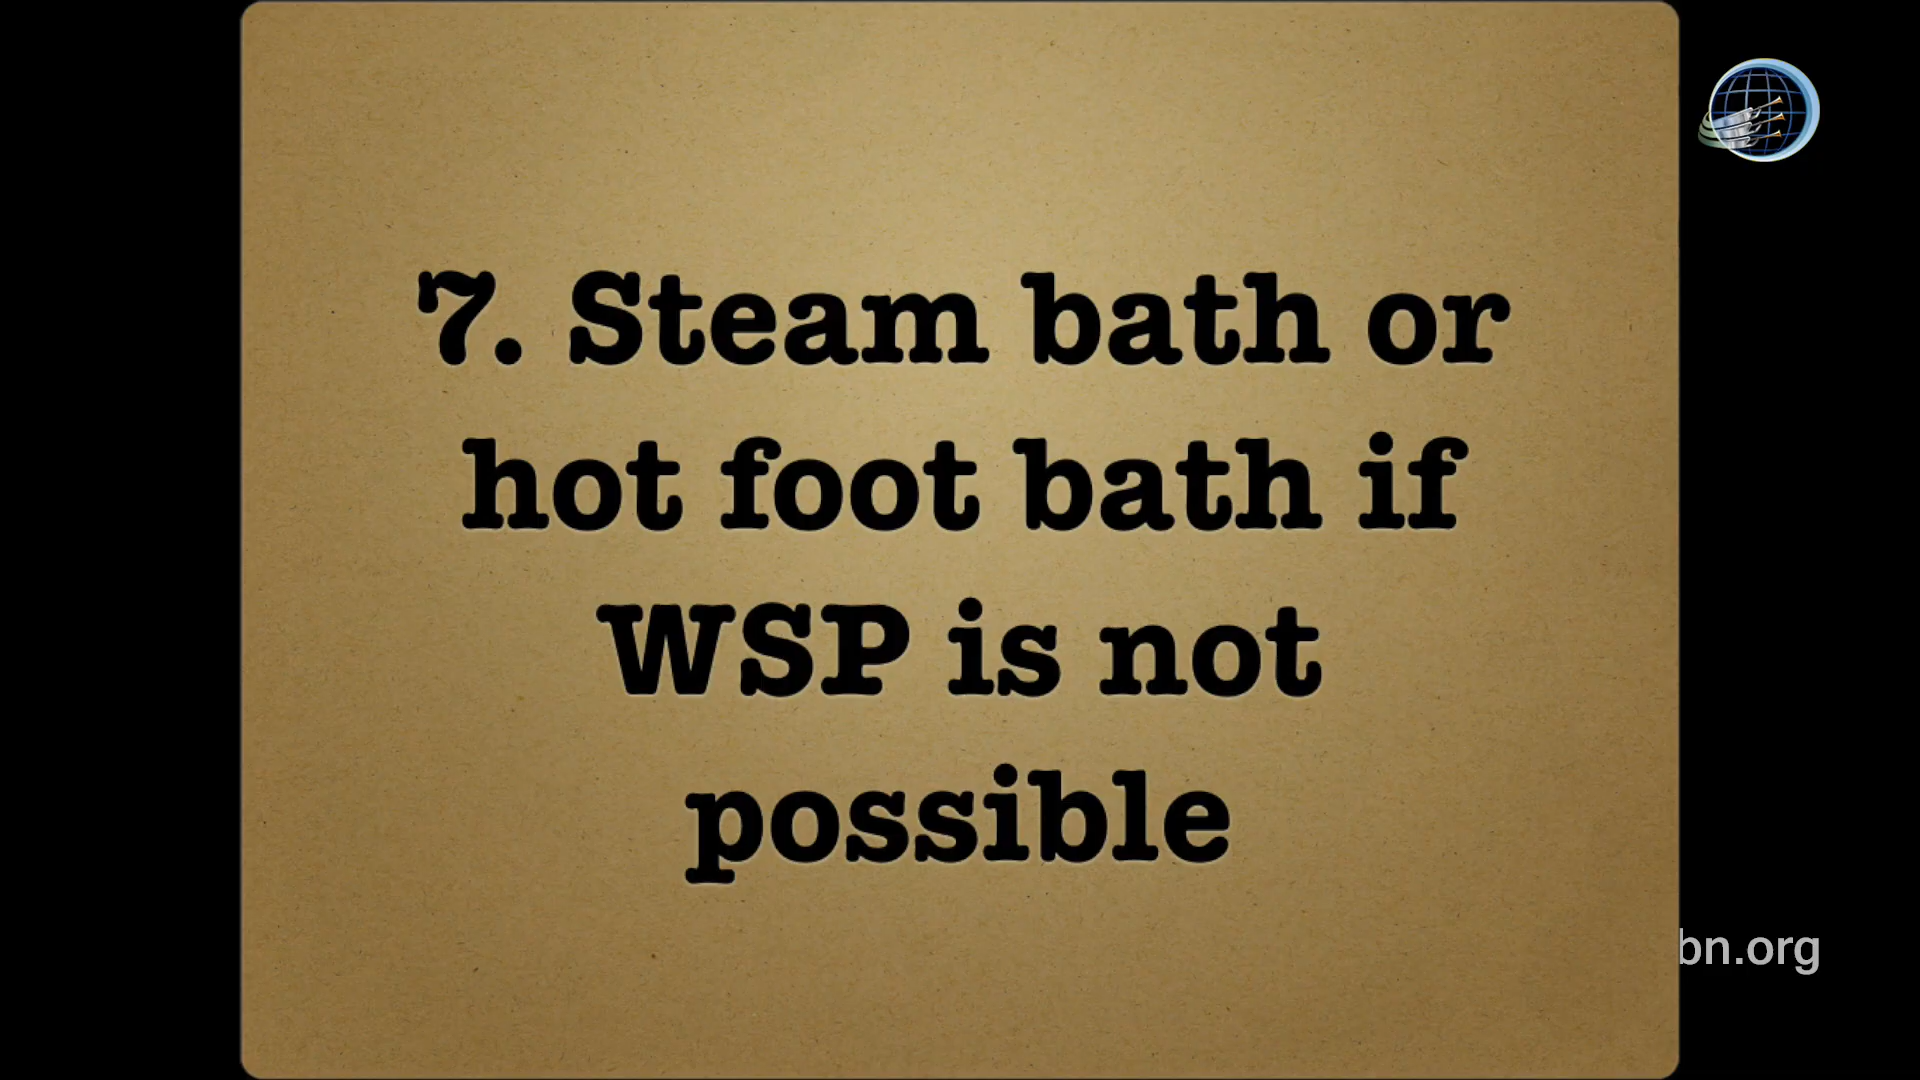 7. Steam bath or
hot foot bath if
WSP is not
possible
bn.org